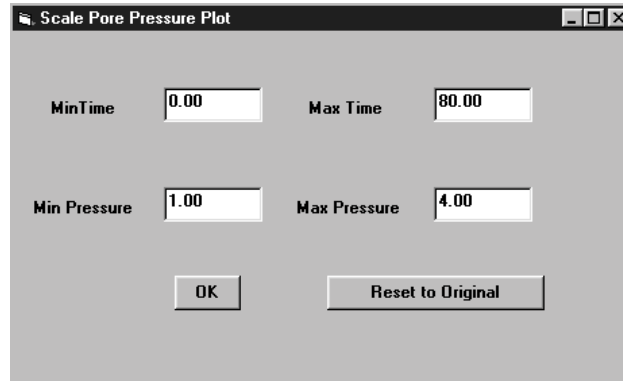 Scale Pore Pressure Plot
MinTime 0.00 Max Time 80.00
Min Pressure 1.00 Max Pressure 4.00
OK Reset to Original